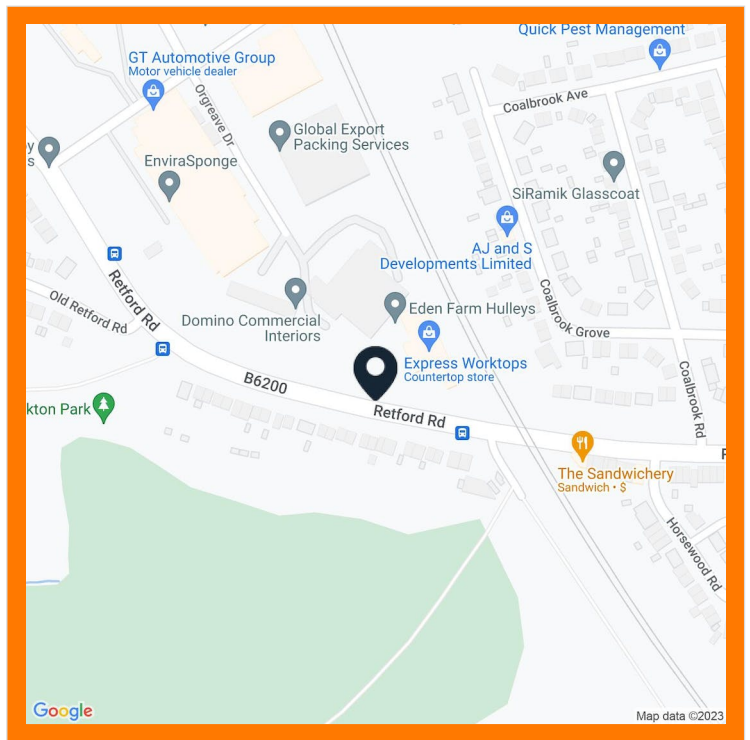 Quick Pest Management
GT Automotive Group
Motor vehicle dealer
Coalbrook Ave
Orgreave Dr
Global Export
Packing Services
EnviraSponge
SiRamik Glasscoat
AJ and S
Developments Limited
Retford Rd
Old Retford Rd
Domino Commercial
Interiors
Eden Farm Hulleys
Coalbrook Grove
Express Worktops
Countertop store
B6200
Retford Rd
Coalbrook Rd
kton Park
The Sandwichery
Sandwich • $
Horsewood Rd
Google
Map data ©2023